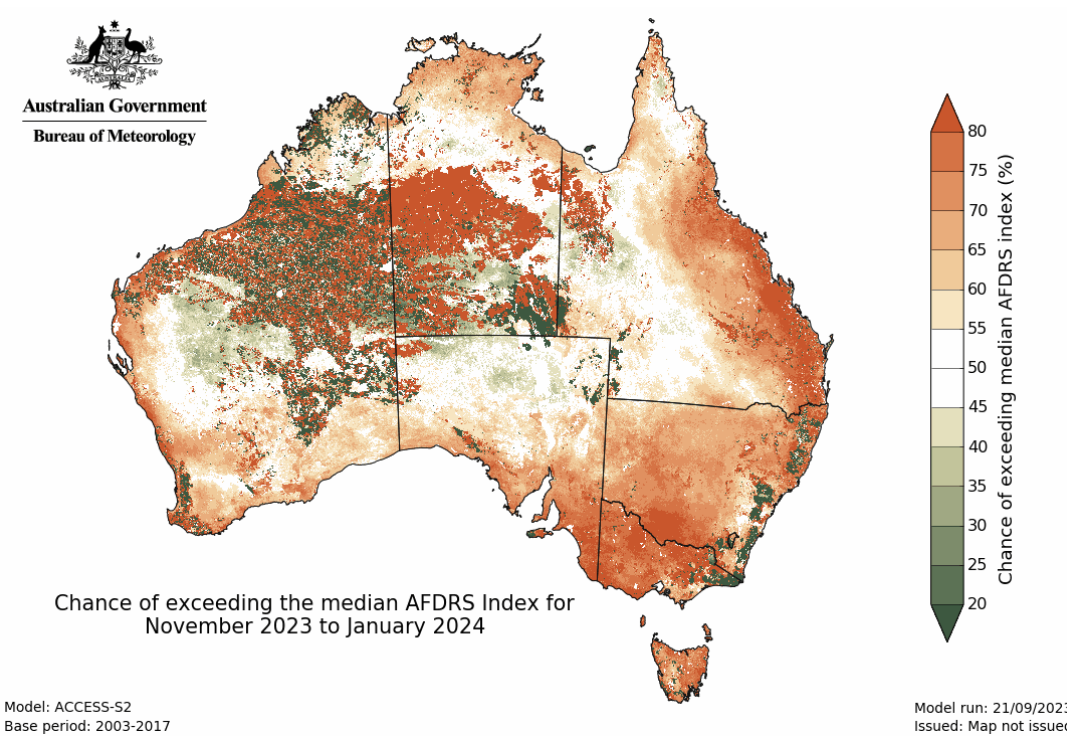 Australian Government
Bureau of Meteorology
80
75
70
65
60
55
50
45
40
35
30
25
20
Chance of exceeding median AFDRS index (%)
Chance of exceeding the median AFDRS Index for
November 2023 to January 2024
Model: ACCESS-S2
Base period: 2003-2017
Model run: 21/09/2023
Issued: Map not issued